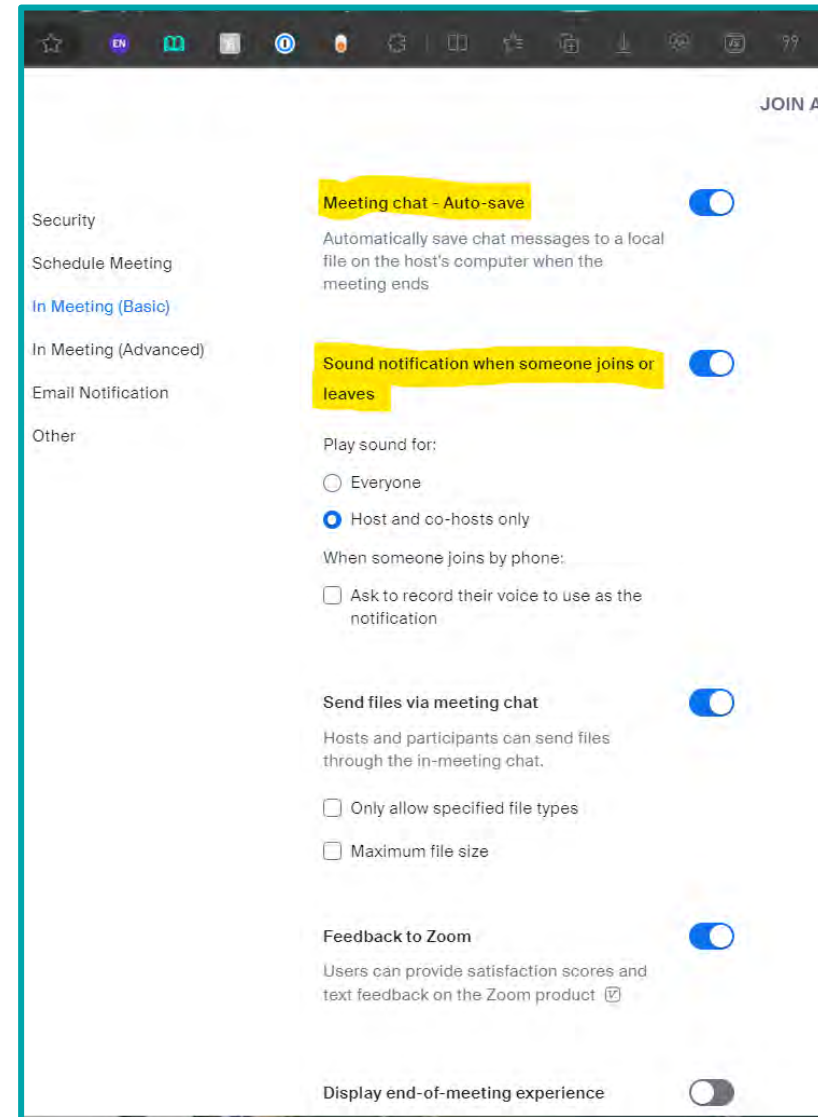 EN
99
JOIN A
Security
Schedule Meeting
In Meeting (Basic)
In Meeting (Advanced)
Email Notification
Other
Meeting chat - Auto-save
Automatically save chat messages to a local
file on the host's computer when the
meeting ends
Sound notification when someone joins or
leaves
Play sound for:
Everyone
Host and co-hosts only
When someone joins by phone:
Ask to record their voice to use as the
notification
Send files via meeting chat
Hosts and participants can send files
through the in-meeting chat.
Only allow specified file types
Maximum file size
Feedback to Zoom
Users can provide satisfaction scores and
text feedback on the Zoom product
Display end-of-meeting experience